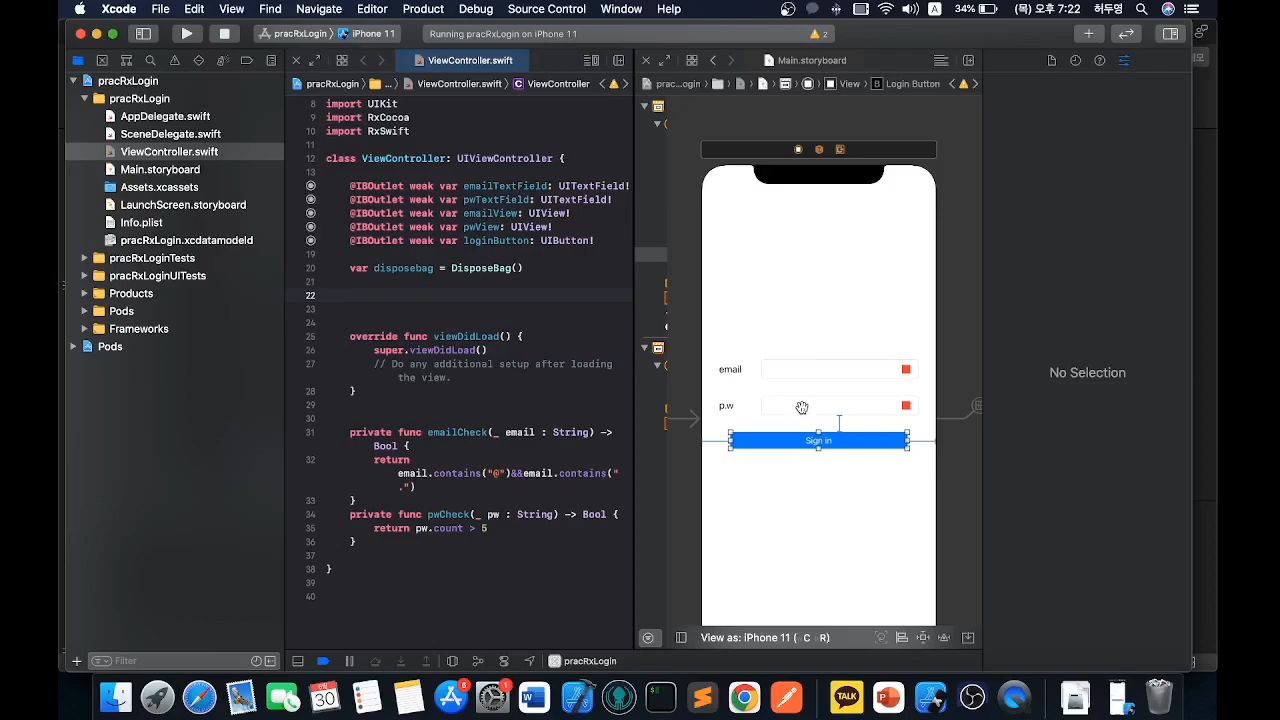 Xcode File Edit View Find Navigate Editor Product Debug Source Control Window Help
A 34% (목) 오후 7:22 허두영
pracRxLogin 〉 iPhone 11
Running pracRxLogin on iPhone 11
2
ViewController.swift
Main.storyboard
pracRxLogin 〉 ... 〉 ViewController.swift 〉 C ViewController
prac...ogin 〉 View 〉 B Login Button
pracRxLogin
pracRxLogin
AppDelegate.swift
SceneDelegate.swift
ViewController.swift
Main.storyboard
Assets.xcassets
LaunchScreen.storyboard
Info.plist
pracRxLogin.xcdatamodeld
pracRxLoginTests
pracRxLoginUITests
Products
Pods
Frameworks
Pods
Filter
8 import UIKit
9 import RxCocoa
10 import RxSwift
11
12 class ViewController: UIViewController {
13
@IBOutlet weak var emailTextField: UITextField!
@IBOutlet weak var pwTextField: UITextField!
@IBOutlet weak var emailView: UIView!
@IBOutlet weak var pwView: UIView!
@IBOutlet weak var loginButton: UIButton!
19
20 var disposebag = DisposeBag()
21
22
23
24
25 override func viewDidLoad() {
26 super.viewDidLoad()
27 // Do any additional setup after loading
the view.
28 }
29
30
31 private func emailCheck(_ email : String) ->
Bool {
32 return
email.contains("@")&&email.contains("
.")
33 }
34 private func pwCheck(_ pw : String) -> Bool {
35 return pw.count > 5
36 }
37
38 }
39
40
pracRxLogin
email
p.w
Sign in
View as: iPhone 11 (wC hR)
No Selection
30
6
1
W
TALK
P